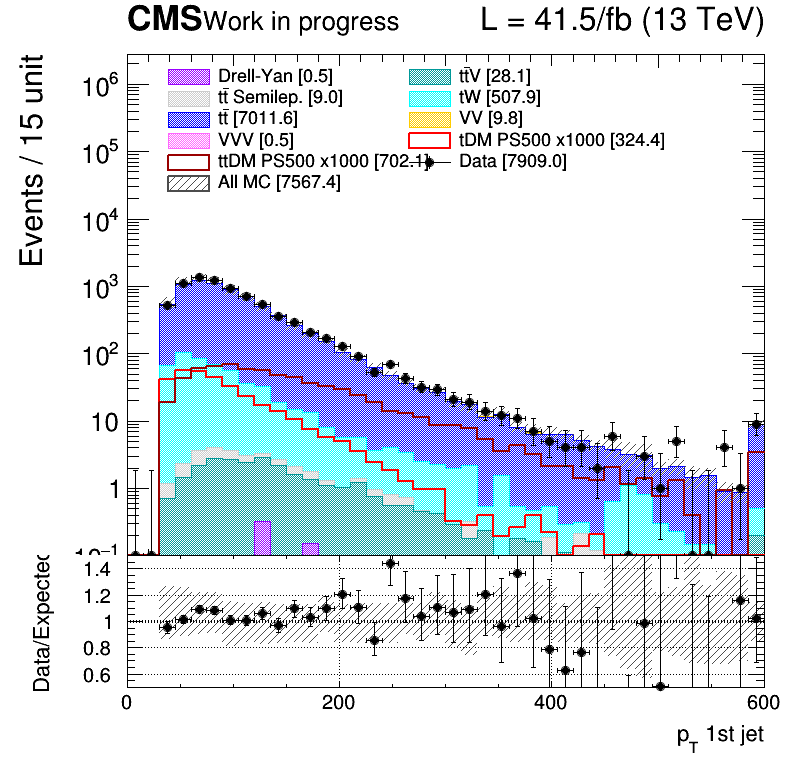 CMS Work in progress L = 41.5/fb (13 TeV)
Events / 15 unit
Drell-Yan [0.5] tt̄V [28.1]
tt̄ Semilep. [9.0] tW [507.9]
tt̄ [7011.6] VV [9.8]
VVV [0.5] tDM PS500 x1000 [324.4]
ttDM PS500 x1000 [702.1] Data [7909.0]
All MC [7567.4]
10⁶
10⁵
10⁴
10³
10²
10
1
10⁻¹
Data/Expected
1.4
1.2
1
0.8
0.6
0 200 400 600
p_T 1st jet